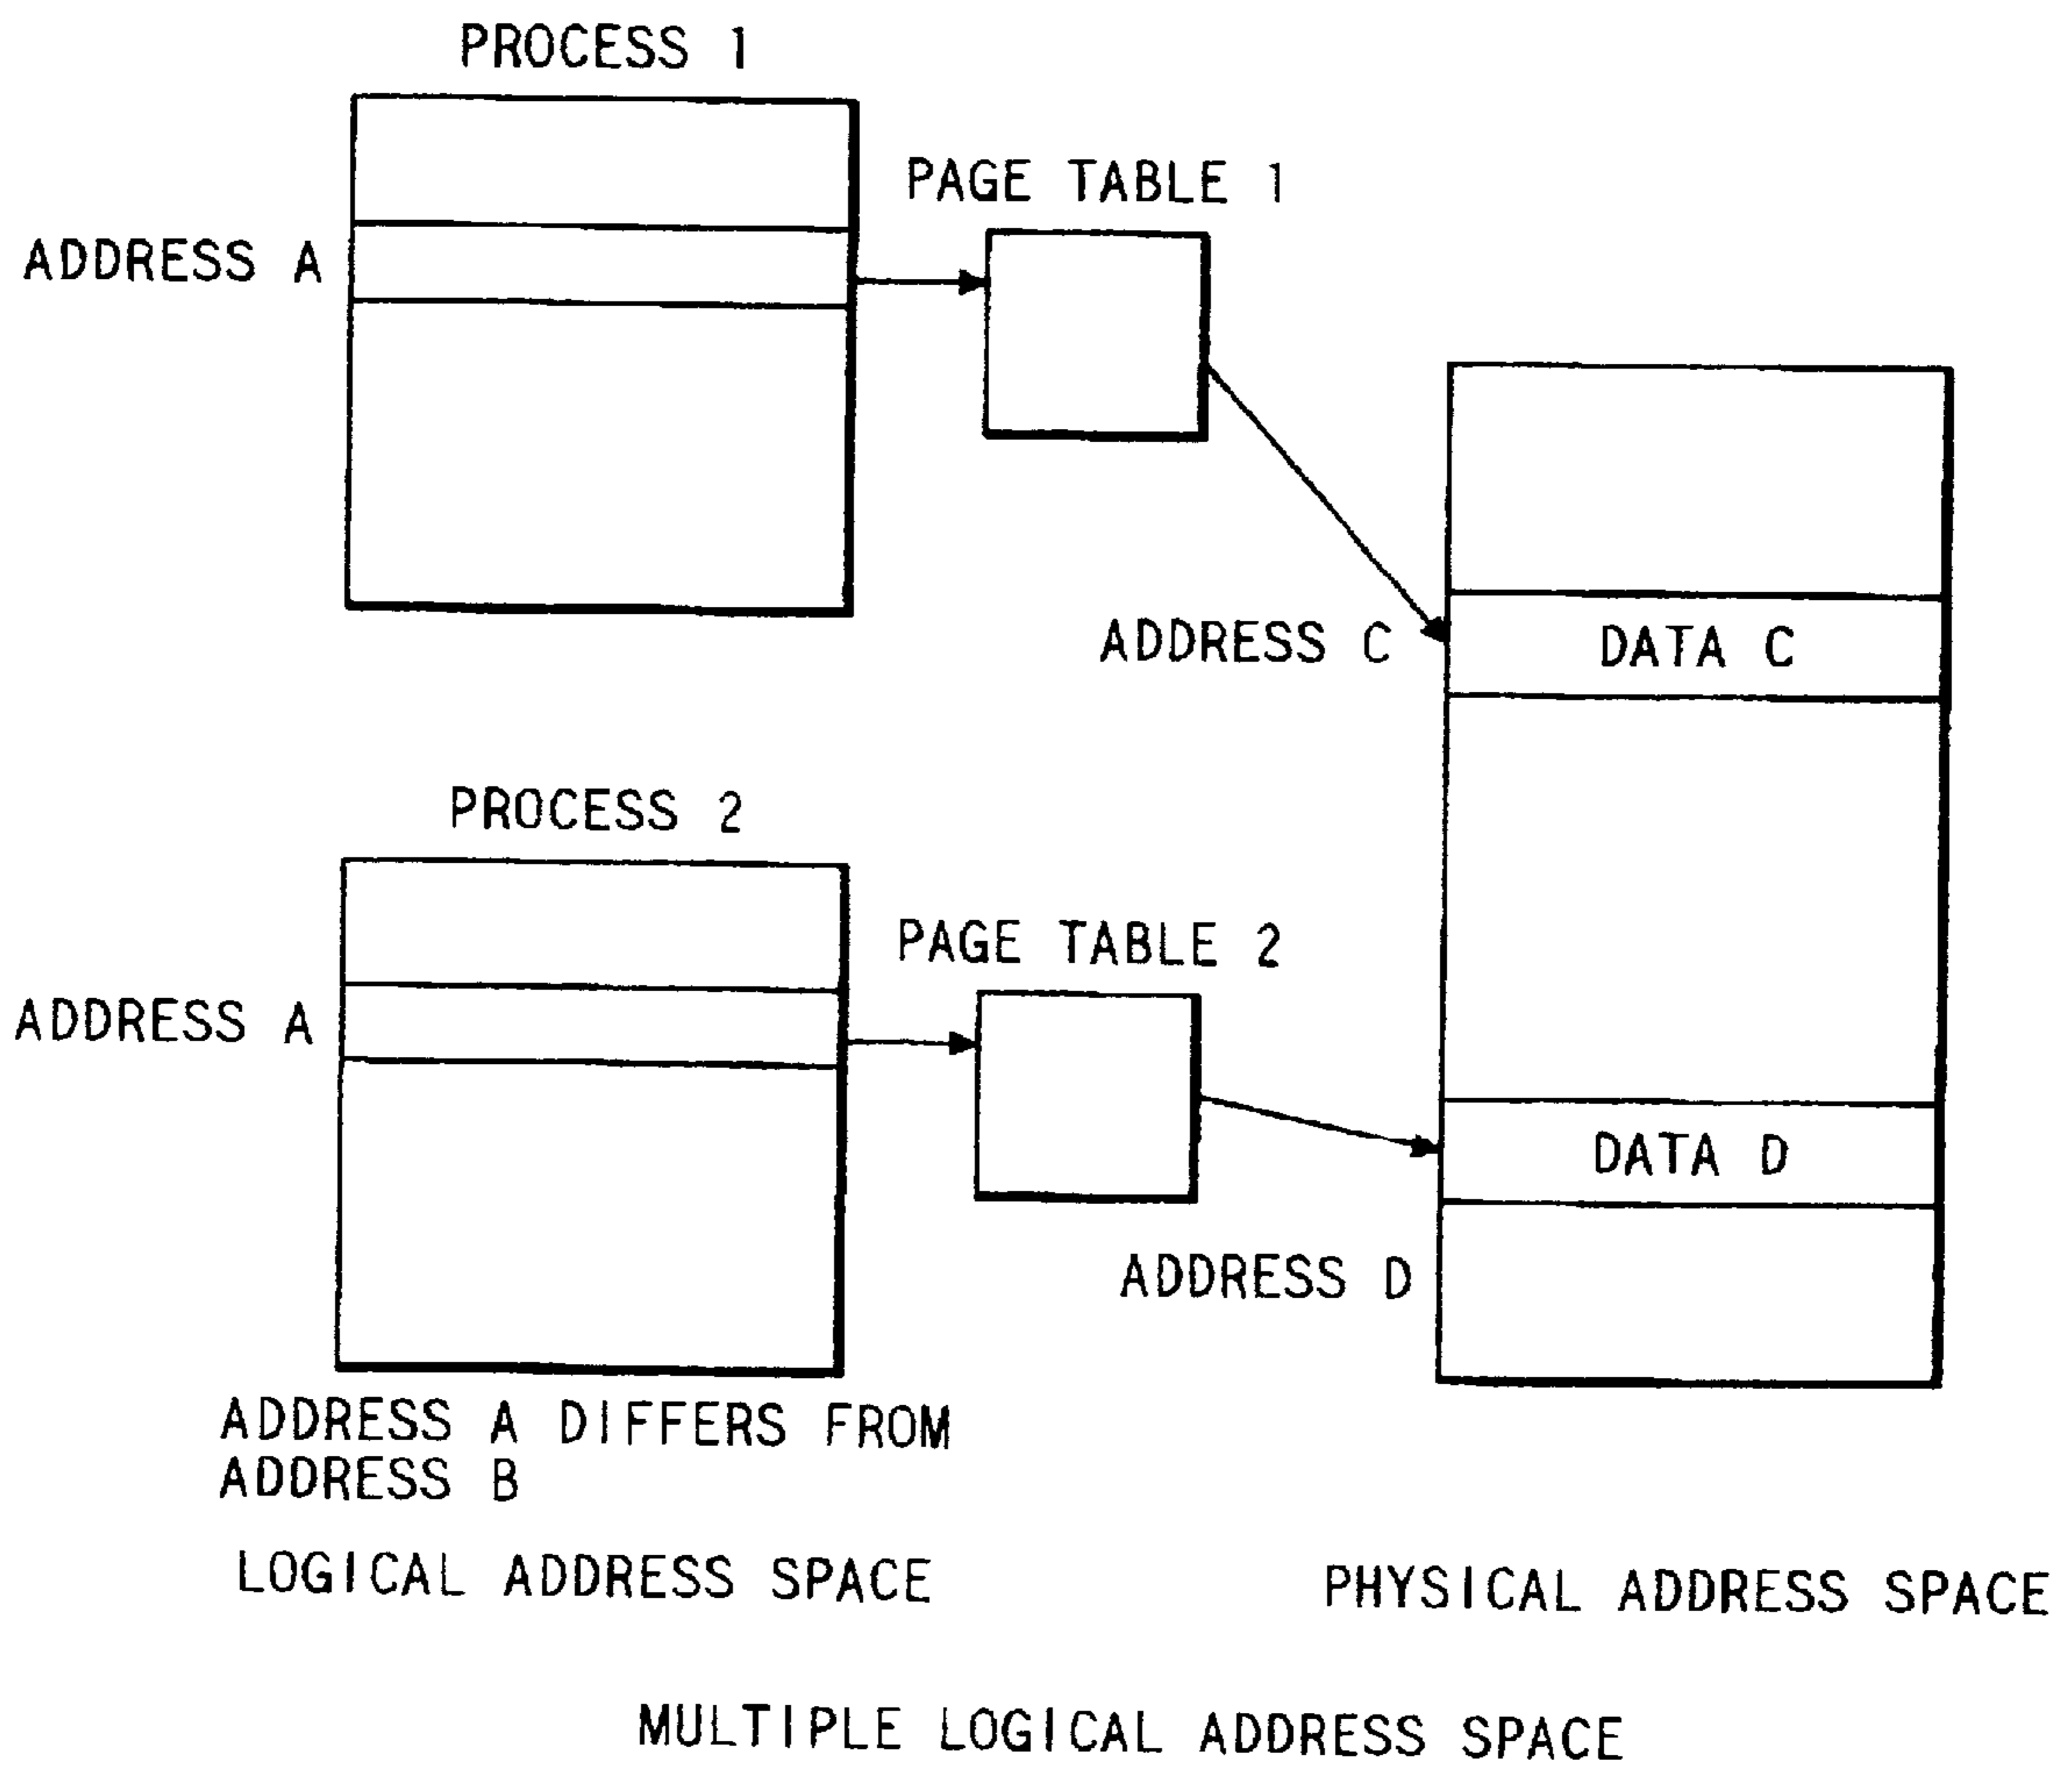 PROCESS 1
PAGE TABLE 1
ADDRESS A
ADDRESS C
DATA C
PROCESS 2
PAGE TABLE 2
ADDRESS A
DATA D
ADDRESS D
ADDRESS A DIFFERS FROM
ADDRESS B
LOGICAL ADDRESS SPACE
PHYSICAL ADDRESS SPACE
MULTIPLE LOGICAL ADDRESS SPACE